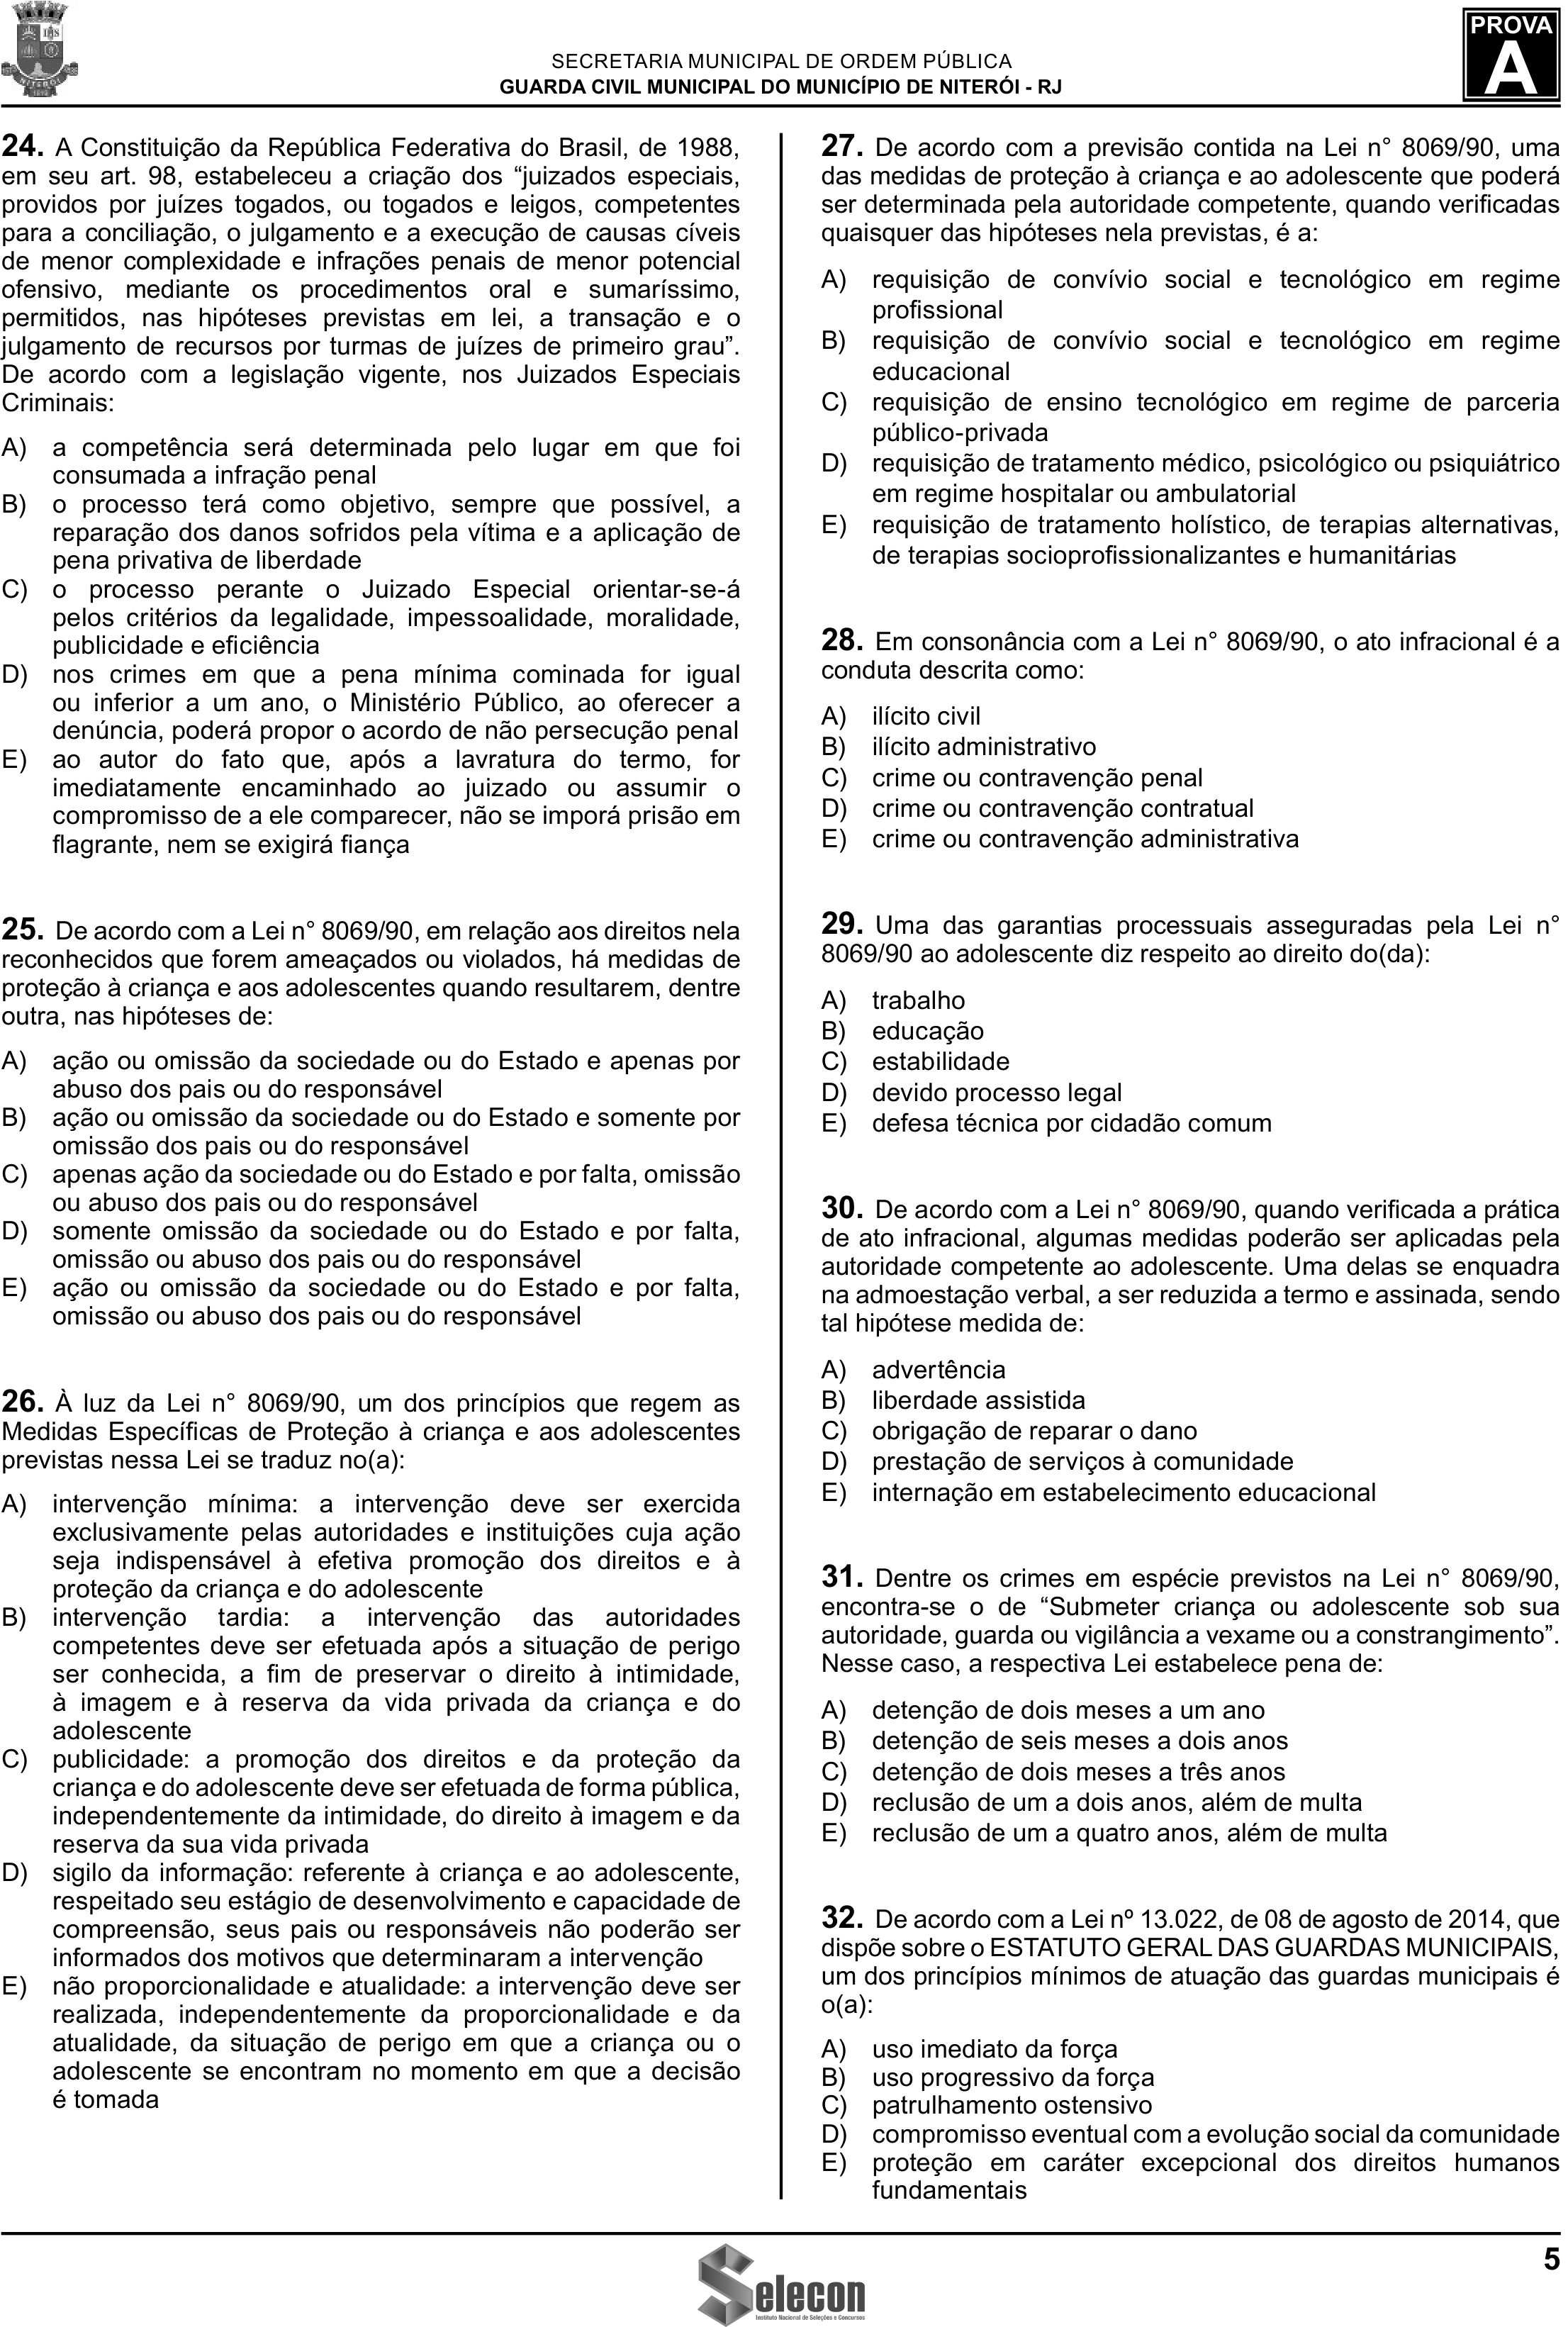 SECRETARIA MUNICIPAL DE ORDEM PÚBLICA
GUARDA CIVIL MUNICIPAL DO MUNICÍPIO DE NITERÓI - RJ
PROVA
A
24. A Constituição da República Federativa do Brasil, de 1988,
em seu art. 98, estabeleceu a criação dos “juizados especiais,
providos por juízes togados, ou togados e leigos, competentes
para a conciliação, o julgamento e a execução de causas cíveis
de menor complexidade e infrações penais de menor potencial
ofensivo, mediante os procedimentos oral e sumaríssimo,
permitidos, nas hipóteses previstas em lei, a transação e o
julgamento de recursos por turmas de juízes de primeiro grau”.
De acordo com a legislação vigente, nos Juizados Especiais
Criminais:
A) a competência será determinada pelo lugar em que foi
consumada a infração penal
B) o processo terá como objetivo, sempre que possível, a
reparação dos danos sofridos pela vítima e a aplicação de
pena privativa de liberdade
C) o processo perante o Juizado Especial orientar-se-á
pelos critérios da legalidade, impessoalidade, moralidade,
publicidade e eficiência
D) nos crimes em que a pena mínima cominada for igual
ou inferior a um ano, o Ministério Público, ao oferecer a
denúncia, poderá propor o acordo de não persecução penal
E) ao autor do fato que, após a lavratura do termo, for
imediatamente encaminhado ao juizado ou assumir o
compromisso de a ele comparecer, não se imporá prisão em
flagrante, nem se exigirá fiança
25. De acordo com a Lei n° 8069/90, em relação aos direitos nela
reconhecidos que forem ameaçados ou violados, há medidas de
proteção à criança e aos adolescentes quando resultarem, dentre
outra, nas hipóteses de:
A) ação ou omissão da sociedade ou do Estado e apenas por
abuso dos pais ou do responsável
B) ação ou omissão da sociedade ou do Estado e somente por
omissão dos pais ou do responsável
C) apenas ação da sociedade ou do Estado e por falta, omissão
ou abuso dos pais ou do responsável
D) somente omissão da sociedade ou do Estado e por falta,
omissão ou abuso dos pais ou do responsável
E) ação ou omissão da sociedade ou do Estado e por falta,
omissão ou abuso dos pais ou do responsável
26. À luz da Lei n° 8069/90, um dos princípios que regem as
Medidas Específicas de Proteção à criança e aos adolescentes
previstas nessa Lei se traduz no(a):
A) intervenção mínima: a intervenção deve ser exercida
exclusivamente pelas autoridades e instituições cuja ação
seja indispensável à efetiva promoção dos direitos e à
proteção da criança e do adolescente
B) intervenção tardia: a intervenção das autoridades
competentes deve ser efetuada após a situação de perigo
ser conhecida, a fim de preservar o direito à intimidade,
à imagem e à reserva da vida privada da criança e do
adolescente
C) publicidade: a promoção dos direitos e da proteção da
criança e do adolescente deve ser efetuada de forma pública,
independentemente da intimidade, do direito à imagem e da
reserva da sua vida privada
D) sigilo da informação: referente à criança e ao adolescente,
respeitado seu estágio de desenvolvimento e capacidade de
compreensão, seus pais ou responsáveis não poderão ser
informados dos motivos que determinaram a intervenção
E) não proporcionalidade e atualidade: a intervenção deve ser
realizada, independentemente da proporcionalidade e da
atualidade, da situação de perigo em que a criança ou o
adolescente se encontram no momento em que a decisão
é tomada
27. De acordo com a previsão contida na Lei n° 8069/90, uma
das medidas de proteção à criança e ao adolescente que poderá
ser determinada pela autoridade competente, quando verificadas
quaisquer das hipóteses nela previstas, é a:
A) requisição de convívio social e tecnológico em regime
profissional
B) requisição de convívio social e tecnológico em regime
educacional
C) requisição de ensino tecnológico em regime de parceria
público-privada
D) requisição de tratamento médico, psicológico ou psiquiátrico
em regime hospitalar ou ambulatorial
E) requisição de tratamento holístico, de terapias alternativas,
de terapias socioprofissionalizantes e humanitárias
28. Em consonância com a Lei n° 8069/90, o ato infracional é a
conduta descrita como:
A) ilícito civil
B) ilícito administrativo
C) crime ou contravenção penal
D) crime ou contravenção contratual
E) crime ou contravenção administrativa
29. Uma das garantias processuais asseguradas pela Lei n°
8069/90 ao adolescente diz respeito ao direito do(da):
A) trabalho
B) educação
C) estabilidade
D) devido processo legal
E) defesa técnica por cidadão comum
30. De acordo com a Lei n° 8069/90, quando verificada a prática
de ato infracional, algumas medidas poderão ser aplicadas pela
autoridade competente ao adolescente. Uma delas se enquadra
na admoestação verbal, a ser reduzida a termo e assinada, sendo
tal hipótese medida de:
A) advertência
B) liberdade assistida
C) obrigação de reparar o dano
D) prestação de serviços à comunidade
E) internação em estabelecimento educacional
31. Dentre os crimes em espécie previstos na Lei n° 8069/90,
encontra-se o de “Submeter criança ou adolescente sob sua
autoridade, guarda ou vigilância a vexame ou a constrangimento”.
Nesse caso, a respectiva Lei estabelece pena de:
A) detenção de dois meses a um ano
B) detenção de seis meses a dois anos
C) detenção de dois meses a três anos
D) reclusão de um a dois anos, além de multa
E) reclusão de um a quatro anos, além de multa
32. De acordo com a Lei nº 13.022, de 08 de agosto de 2014, que
dispõe sobre o ESTATUTO GERAL DAS GUARDAS MUNICIPAIS,
um dos princípios mínimos de atuação das guardas municipais é
o(a):
A) uso imediato da força
B) uso progressivo da força
C) patrulhamento ostensivo
D) compromisso eventual com a evolução social da comunidade
E) proteção em caráter excepcional dos direitos humanos
fundamentais
5
Selecon
Instituto Nacional de Seleções e Concursos